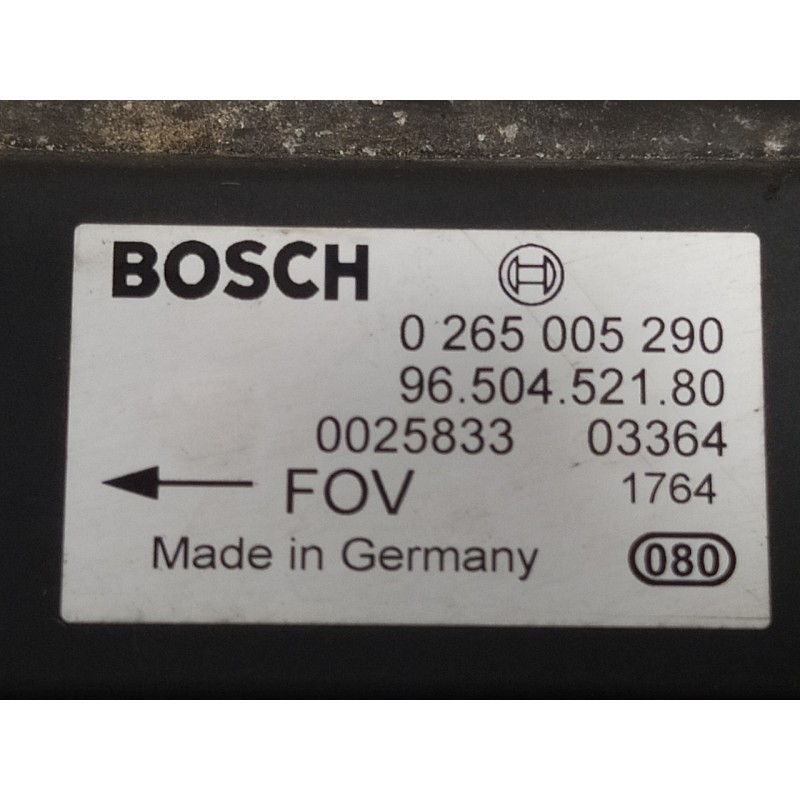 BOSCH
0 265 005 290
96.504.521.80
0025833 03364
FOV 1764
Made in Germany 080